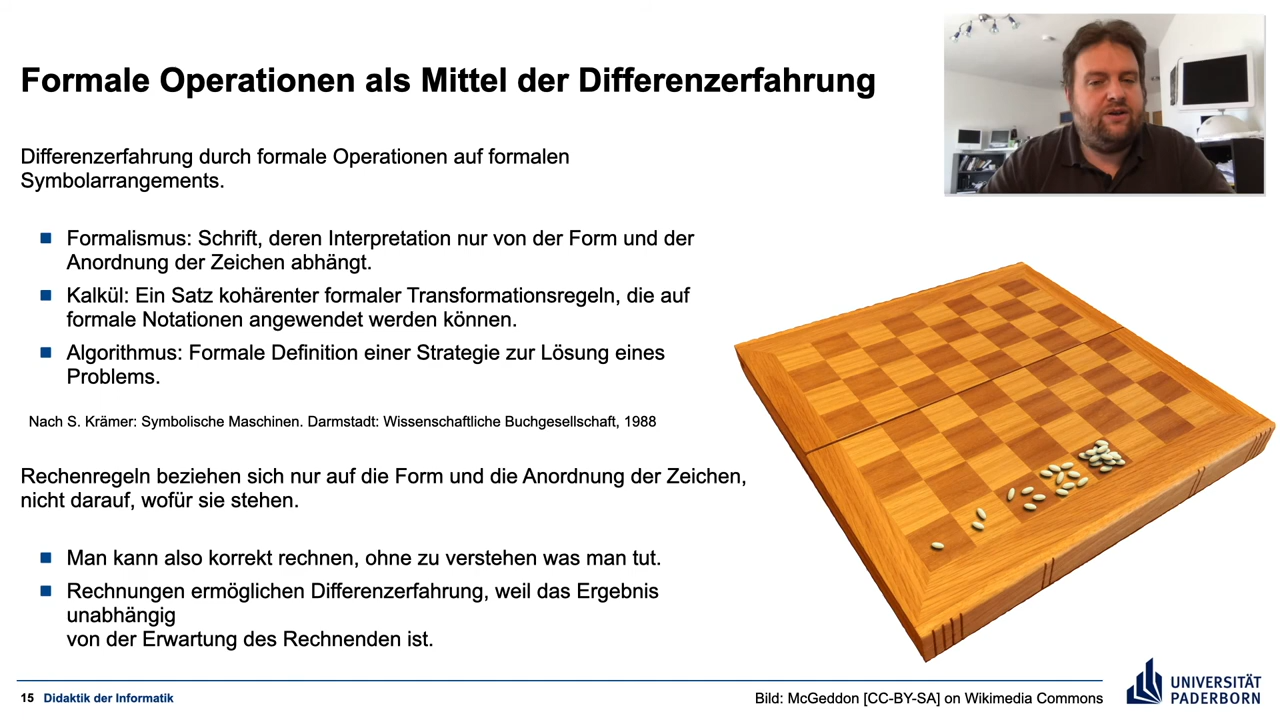 Formale Operationen als Mittel der Differenzerfahrung
Differenzerfahrung durch formale Operationen auf formalen
Symbolarrangements.
Formalismus: Schrift, deren Interpretation nur von der Form und der
Anordnung der Zeichen abhängt.
Kalkül: Ein Satz kohärenter formaler Transformationsregeln, die auf
formale Notationen angewendet werden können.
Algorithmus: Formale Definition einer Strategie zur Lösung eines
Problems.
Nach S. Krämer: Symbolische Maschinen. Darmstadt: Wissenschaftliche Buchgesellschaft, 1988
Rechenregeln beziehen sich nur auf die Form und die Anordnung der Zeichen,
nicht darauf, wofür sie stehen.
Man kann also korrekt rechnen, ohne zu verstehen was man tut.
Rechnungen ermöglichen Differenzerfahrung, weil das Ergebnis
unabhängig
von der Erwartung des Rechnenden ist.
15 Didaktik der Informatik
Bild: McGeddon [CC-BY-SA] on Wikimedia Commons
UNIVERSITÄT
PADERBORN